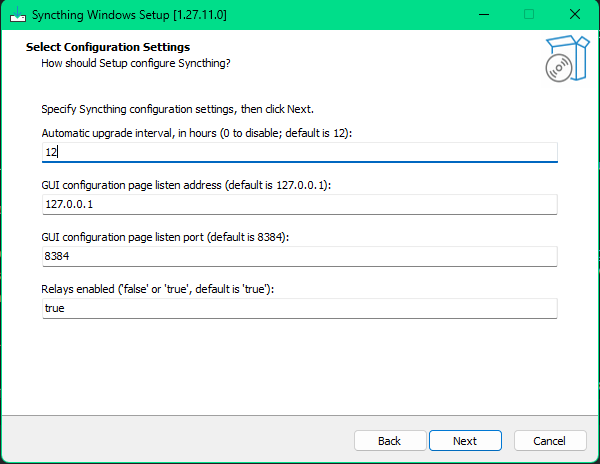 Syncthing Windows Setup [1.27.11.0]
Select Configuration Settings
How should Setup configure Syncthing?
Specify Syncthing configuration settings, then click Next.
Automatic upgrade interval, in hours (0 to disable; default is 12):
12
GUI configuration page listen address (default is 127.0.0.1):
127.0.0.1
GUI configuration page listen port (default is 8384):
8384
Relays enabled ('false' or 'true', default is 'true'):
true
Back Next Cancel